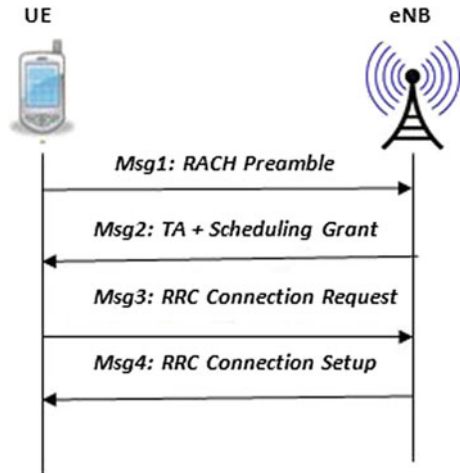 UE
eNB
Msg1: RACH Preamble
Msg2: TA + Scheduling Grant
Msg3: RRC Connection Request
Msg4: RRC Connection Setup